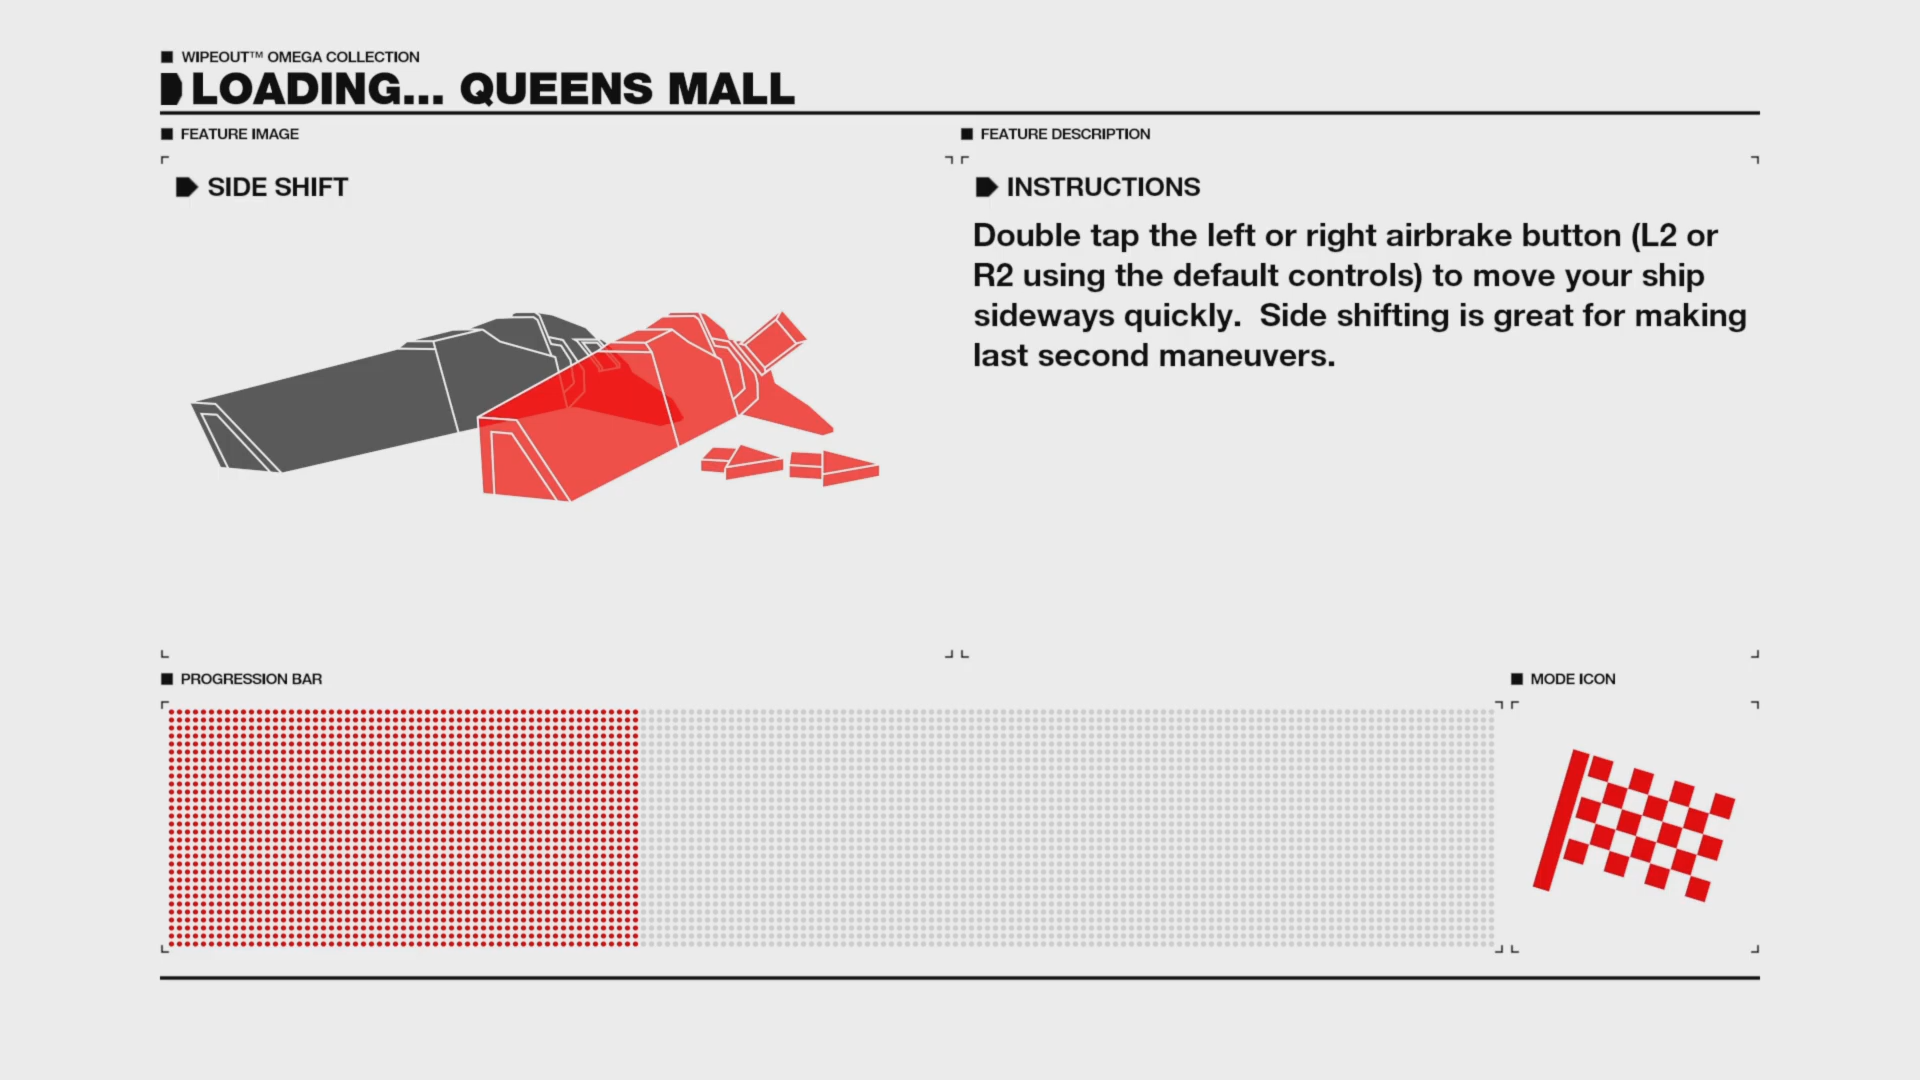 WIPEOUT™ OMEGA COLLECTION
LOADING... QUEENS MALL
FEATURE IMAGE
SIDE SHIFT
FEATURE DESCRIPTION
INSTRUCTIONS
Double tap the left or right airbrake button (L2 or
R2 using the default controls) to move your ship
sideways quickly.  Side shifting is great for making
last second maneuvers.
PROGRESSION BAR
MODE ICON